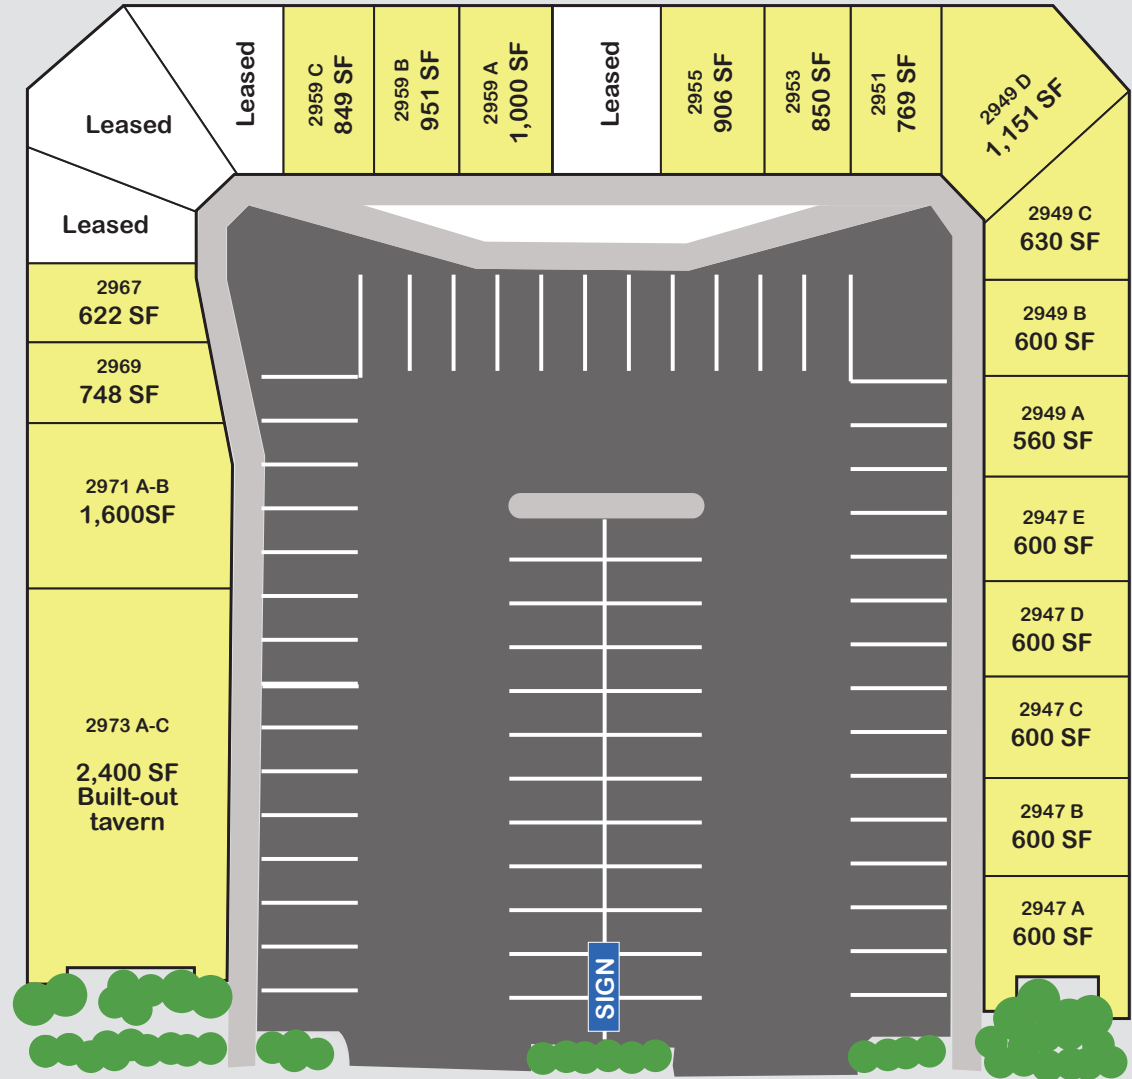 Leased
Leased
Leased
2959 C
849 SF
2959 B
951 SF
2959 A
1,000 SF
Leased
2955
906 SF
2953
850 SF
2951
769 SF
2949 D
1,151 SF
2949 C
630 SF
2949 B
600 SF
2949 A
560 SF
2947 E
600 SF
2947 D
600 SF
2947 C
600 SF
2947 B
600 SF
2947 A
600 SF
2967
622 SF
2969
748 SF
2971 A-B
1,600SF
2973 A-C
2,400 SF
Built-out
tavern
SIGN